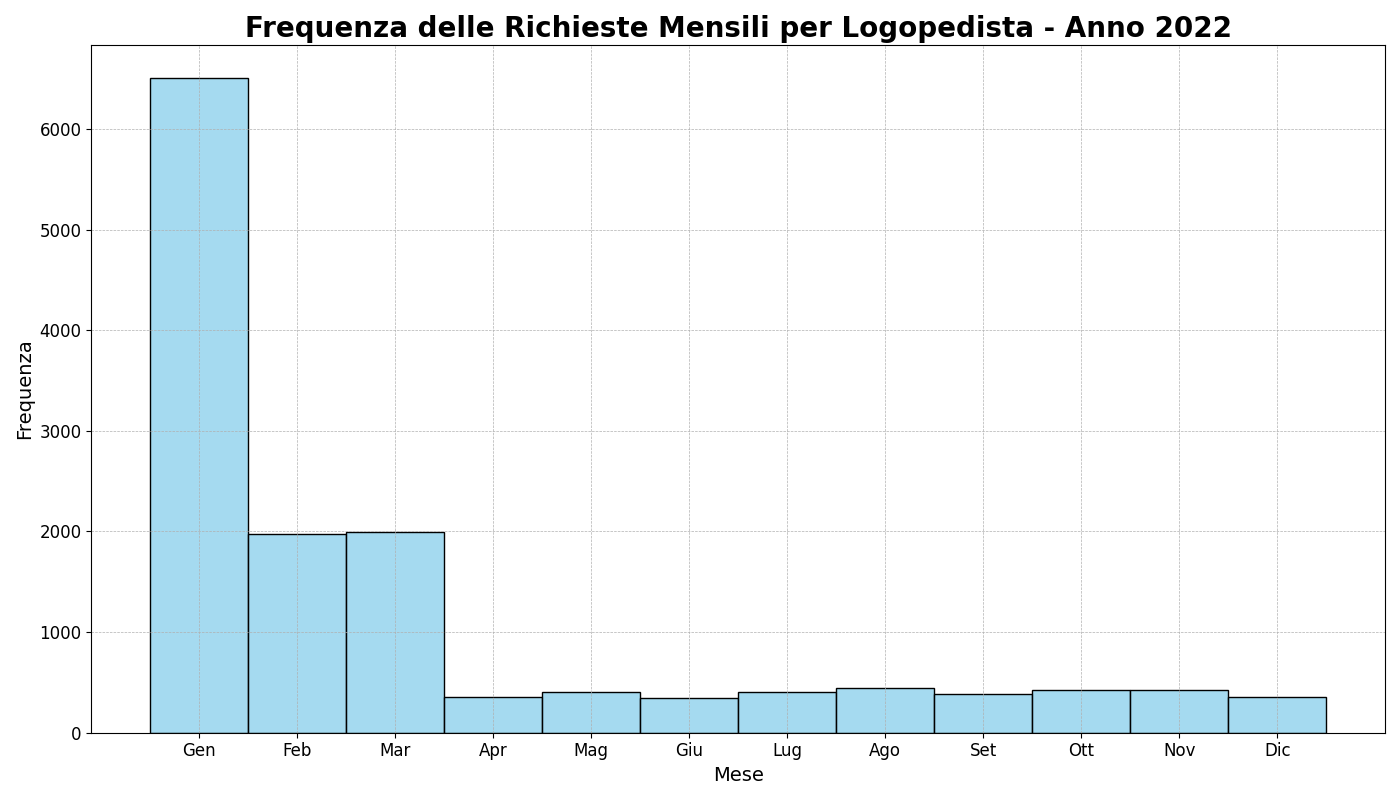 Frequenza delle Richieste Mensili per Logopedista - Anno 2022
Frequenza
6000
5000
4000
3000
2000
1000
0
Gen Feb Mar Apr Mag Giu Lug Ago Set Ott Nov Dic
Mese